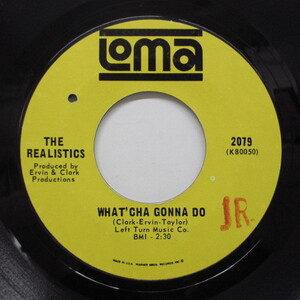 Loma
THE
REALISTICS
Produced by
Ervin & Clark
Productions
2079
(K80050)
WHAT'CHA GONNA DO
(Clark-Ervin-Taylor)
Left Turn Music Co.
BMI - 2:30
JR.